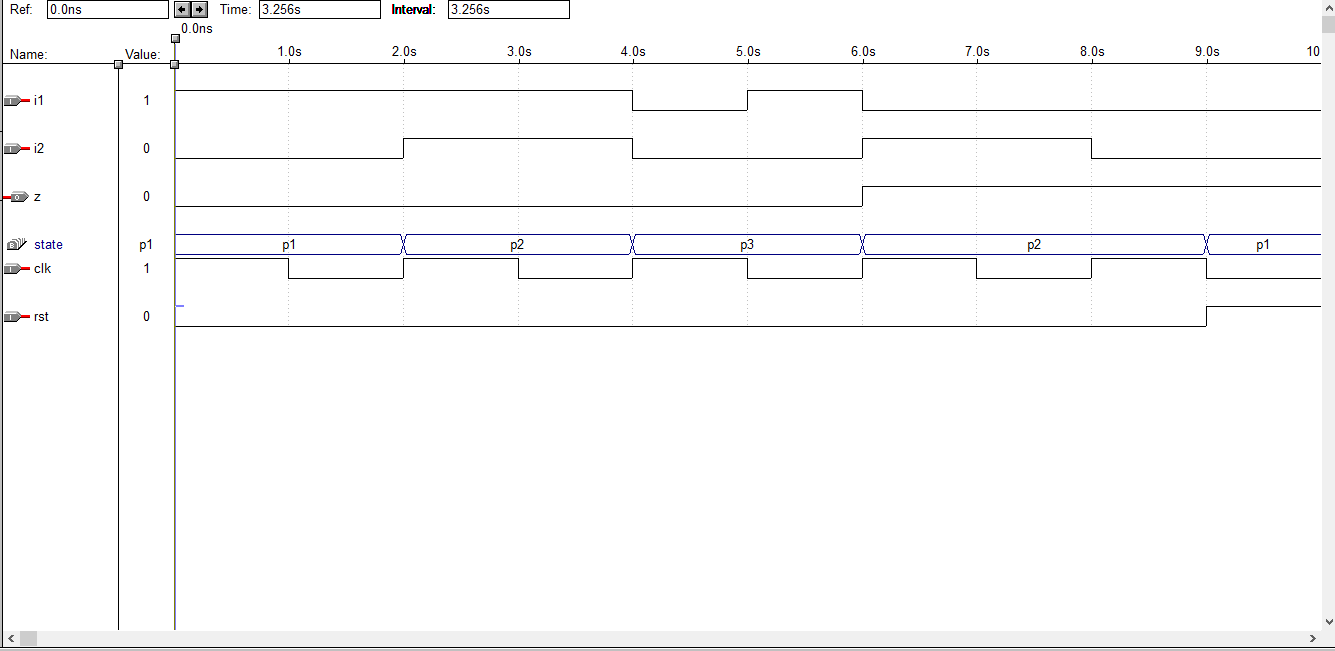 Ref: 0.0ns Time: 3.256s Interval: 3.256s
0.0ns
Name: Value: 1.0s 2.0s 3.0s 4.0s 5.0s 6.0s 7.0s 8.0s 9.0s 10
i1 1
i2 0
z 0
state p1 p1 p2 p3 p2 p1
clk 1
rst 0